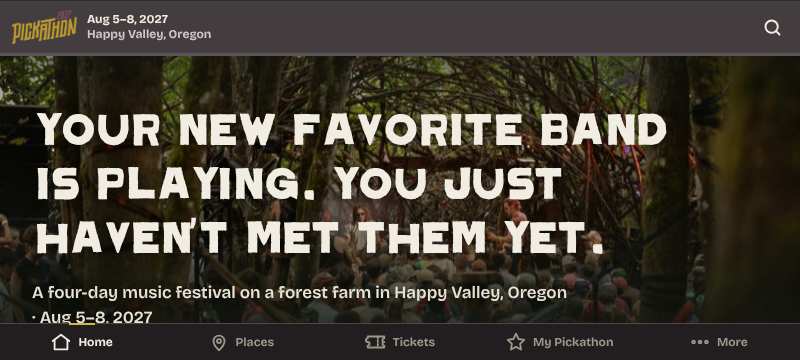 PICKATHON
Aug 5–8, 2027
Happy Valley, Oregon
YOUR NEW FAVORITE BAND
IS PLAYING. YOU JUST
HAVEN'T MET THEM YET.
A four-day music festival on a forest farm in Happy Valley, Oregon
· Aug 5–8, 2027
Home
Places
Tickets
My Pickathon
More